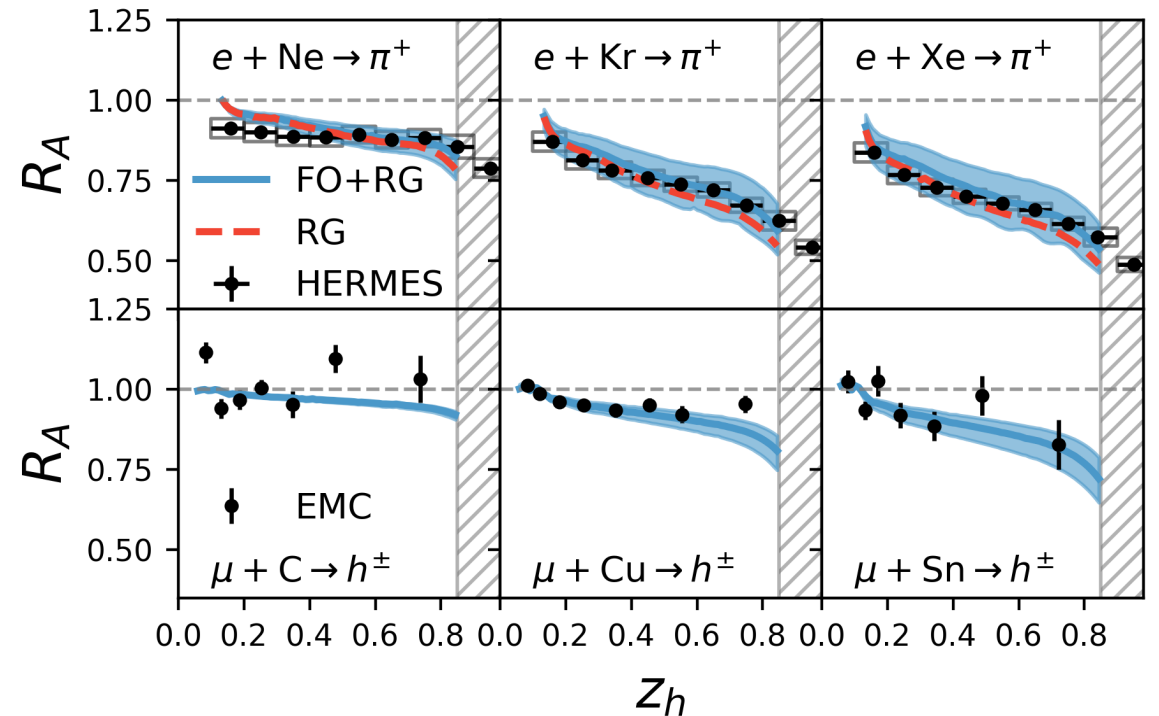 1.25
1.00
0.75
0.50
R_A
e + Ne → π⁺
e + Kr → π⁺
e + Xe → π⁺
FO+RG
RG
HERMES
1.25
1.00
0.75
0.50
R_A
EMC
μ + C → h±
μ + Cu → h±
μ + Sn → h±
0.0 0.2 0.4 0.6 0.8 0.0 0.2 0.4 0.6 0.8 0.0 0.2 0.4 0.6 0.8
z_h